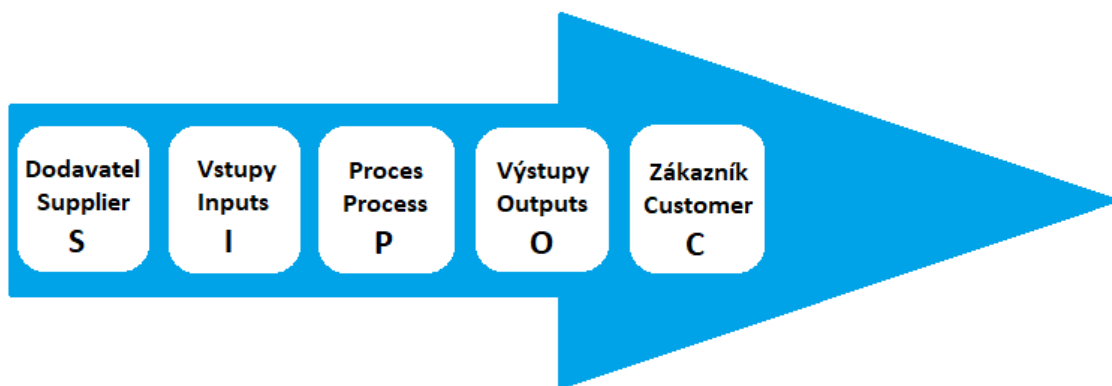 Dodavatel
Supplier
S
Vstupy
Inputs
I
Proces
Process
P
Výstupy
Outputs
O
Zákazník
Customer
C